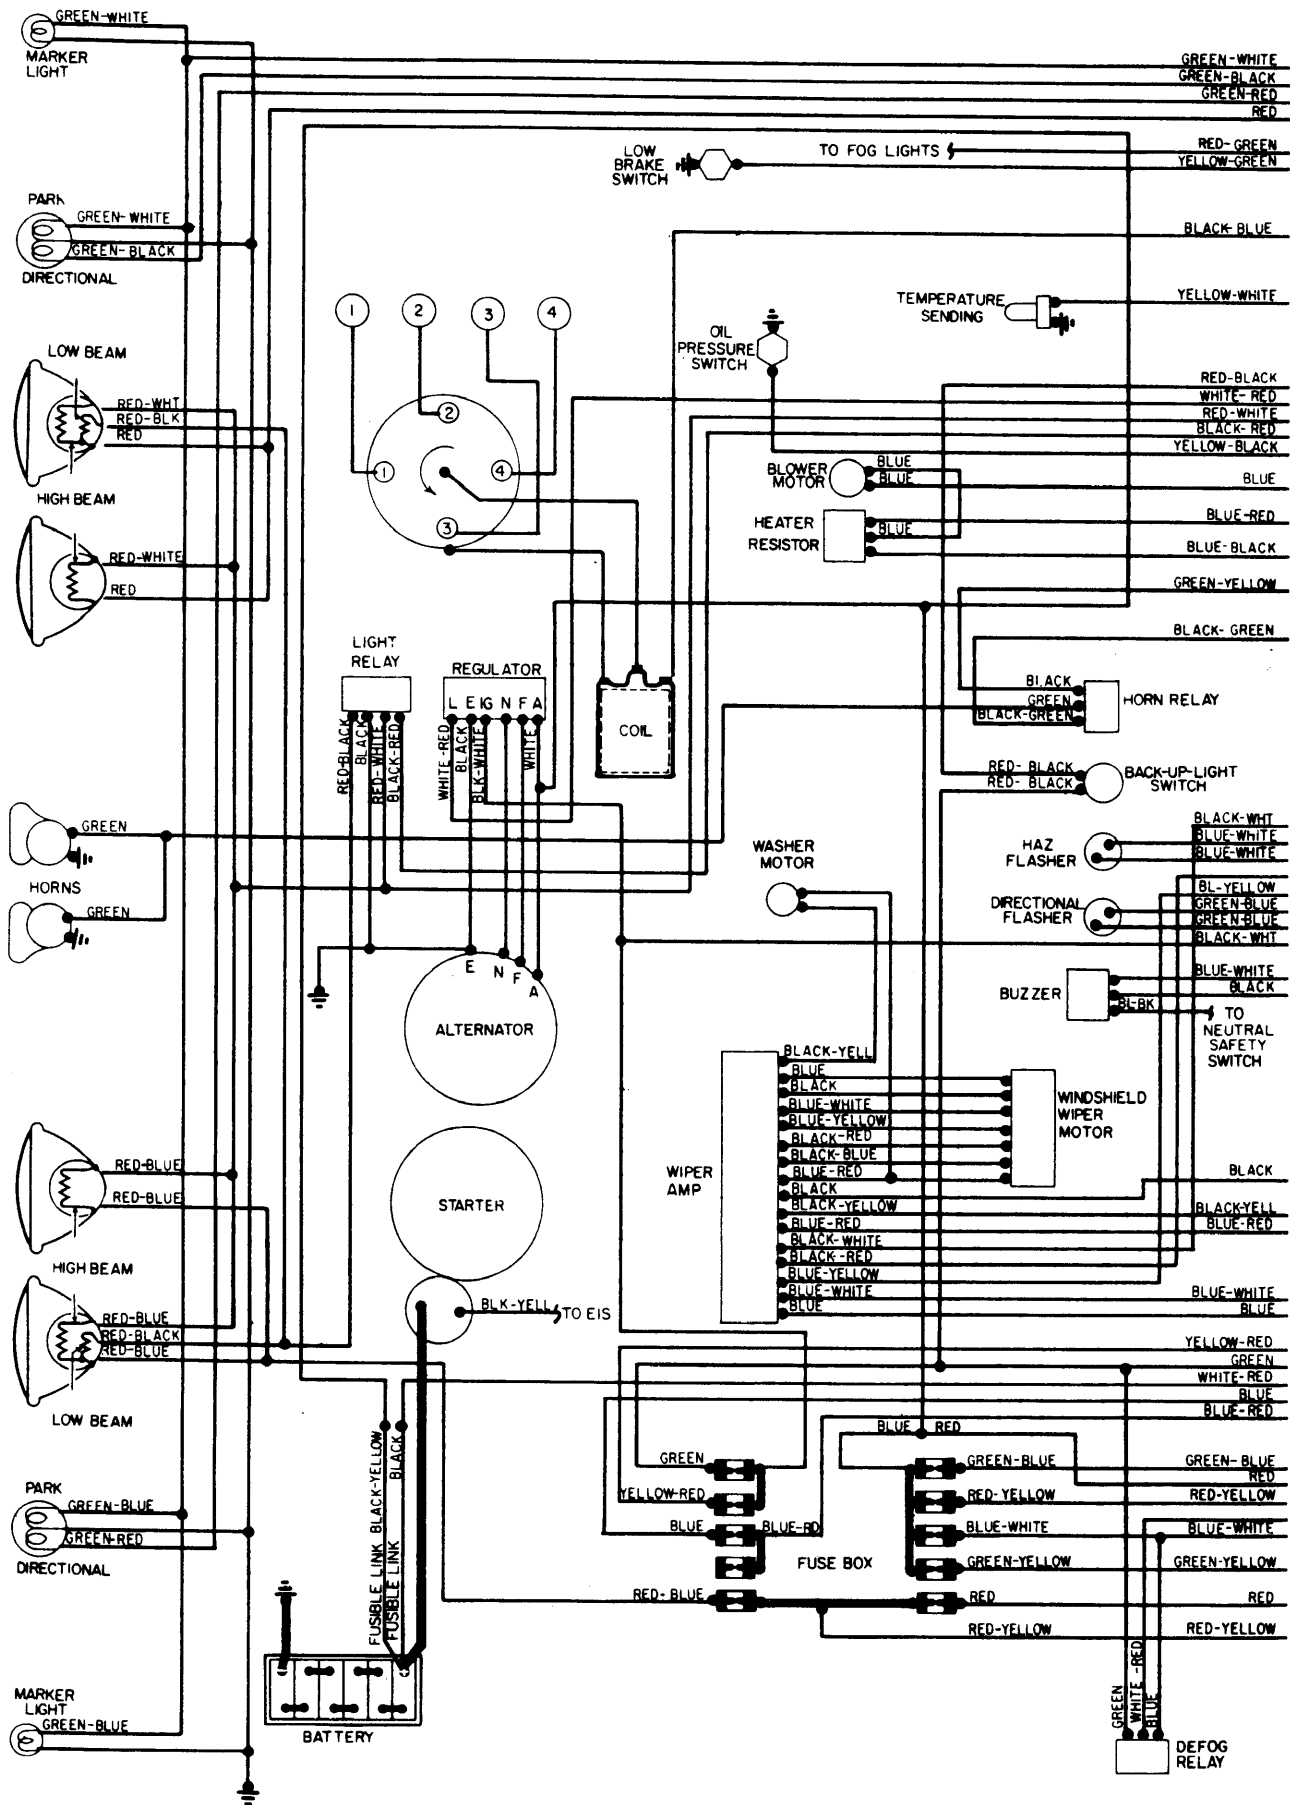 GREEN-WHITE
MARKER
LIGHT
GREEN-WHITE
GREEN-BLACK
GREEN-RED
RED
RED-GREEN
YELLOW-GREEN
TO FOG LIGHTS
LOW
BRAKE
SWITCH
PARK
GREEN-WHITE
GREEN-BLACK
DIRECTIONAL
BLACK-BLUE
YELLOW-WHITE
TEMPERATURE
SENDING
1
2
3
4
OIL
PRESSURE
SWITCH
LOW BEAM
RED-WHT
RED-BLK
RED
HIGH BEAM
RED-BLACK
WHITE-RED
RED-WHITE
BLACK-RED
YELLOW-BLACK
2
1
4
3
BLOWER
MOTOR
BLUE
BLUE
BLUE
HEATER
RESISTOR
BLUE
BLUE-RED
BLUE-BLACK
RED-WHITE
RED
GREEN-YELLOW
BLACK-GREEN
LIGHT
RELAY
REGULATOR
L E IG N F A
RED-BLACK
BLACK
RED-WHITE
BLACK-RED
WHITE-RED
BLACK
BLK-WHITE
WHITE
COIL
BLACK
GREEN
BLACK-GREEN
HORN RELAY
RED-BLACK
RED-BLACK
BACK-UP-LIGHT
SWITCH
GREEN
HORNS
GREEN
WASHER
MOTOR
HAZ
FLASHER
BLACK-WHT
BLUE-WHITE
BLUE-WHITE
DIRECTIONAL
FLASHER
BL-YELLOW
GREEN-BLUE
GREEN-BLUE
BLACK-WHT
E N F A
ALTERNATOR
BUZZER
BLUE-WHITE
BLACK
BL-BK
TO
NEUTRAL
SAFETY
SWITCH
BLACK-YELL
BLUE
BLACK
BLUE-WHITE
BLUE-YELLOW
BLACK-RED
BLACK-BLUE
BLUE-RED
BLACK
BLACK-YELLOW
BLUE-RED
BLACK-WHITE
BLACK-RED
BLUE-YELLOW
BLUE-WHITE
BLUE
WIPER
AMP
WINDSHIELD
WIPER
MOTOR
BLACK
BLACK-YELL
BLUE-RED
BLUE-WHITE
BLUE
RED-BLUE
RED-BLUE
HIGH BEAM
STARTER
BLK-YELL
TO EIS
RED-BLUE
RED-BLACK
RED-BLUE
LOW BEAM
YELLOW-RED
GREEN
WHITE-RED
BLUE
BLUE-RED
BLUE
RED
FUSIBLE LINK BLACK-YELLOW
FUSIBLE LINK BLACK
PARK
GREEN-BLUE
GREEN-RED
DIRECTIONAL
GREEN
YELLOW-RED
BLUE
BLUE-RD
RED-BLUE
FUSE BOX
GREEN-BLUE
RED-YELLOW
BLUE-WHITE
GREEN-YELLOW
RED
RED-YELLOW
GREEN-BLUE
RED
RED-YELLOW
BLUE-WHITE
GREEN-YELLOW
RED
RED-YELLOW
MARKER
LIGHT
GREEN-BLUE
BATTERY
GREEN
WHITE-RED
BLUE
DEFOG
RELAY